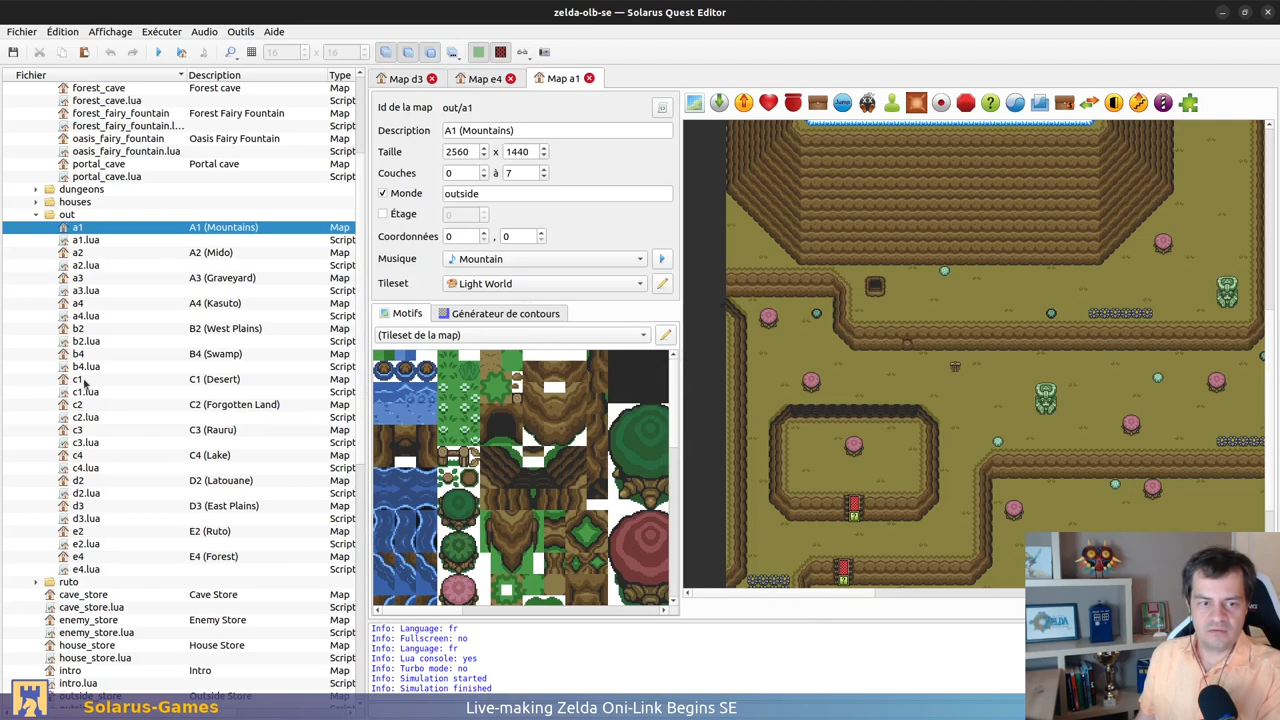 zelda-olb-se — Solarus Quest Editor
Fichier Édition Affichage Exécuter Audio Outils Aide
16 x 16
Fichier Description Type
Map d3 Map e4 Map a1
forest_cave Forest cave Map
forest_cave.lua Script
forest_fairy_fountain Forest Fairy Fountain Map
forest_fairy_fountain.l... Script
oasis_fairy_fountain Oasis Fairy Fountain Map
oasis_fairy_fountain.lua Script
portal_cave Portal cave Map
portal_cave.lua Script
dungeons
houses
out
a1 A1 (Mountains) Map
a1.lua Script
a2 A2 (Mido) Map
a2.lua Script
a3 A3 (Graveyard) Map
a3.lua Script
a4 A4 (Kasuto) Map
a4.lua Script
b2 B2 (West Plains) Map
b2.lua Script
b4 B4 (Swamp) Map
b4.lua Script
c1 C1 (Desert) Map
c1.lua Script
c2 C2 (Forgotten Land) Map
c2.lua Script
c3 C3 (Rauru) Map
c3.lua Script
c4 C4 (Lake) Map
c4.lua Script
d2 D2 (Latouane) Map
d2.lua Script
d3 D3 (East Plains) Map
d3.lua Script
e2 E2 (Ruto) Map
e2.lua Script
e4 E4 (Forest) Map
e4.lua Script
ruto
cave_store Cave Store Map
cave_store.lua Script
enemy_store Enemy Store Map
enemy_store.lua Script
house_store House Store Map
house_store.lua Script
intro Intro Map
intro.lua Script
outside_store Outside Store Map
Id de la map out/a1
Description A1 (Mountains)
Taille 2560 x 1440
Couches 0 à 7
Monde outside
Étage 0
Coordonnées 0 , 0
Musique Mountain
Tileset Light World
Motifs Générateur de contours
(Tileset de la map)
Jump
Info: Language: fr
Info: Fullscreen: no
Info: Language: fr
Info: Lua console: yes
Info: Turbo mode: no
Info: Simulation started
Info: Simulation finished
Solarus-Games
Live-making Zelda Oni-Link Begins SE